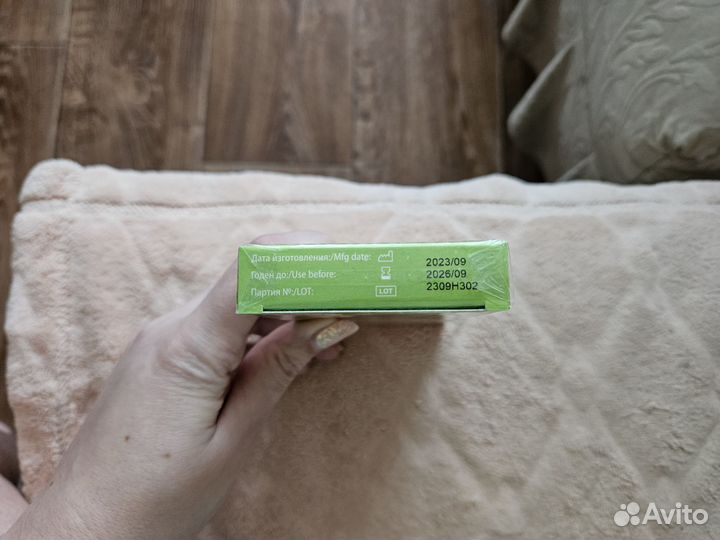 Дата изготовления:/Mfg date: 2023/09
Годен до:/Use before: 2026/09
Партия №:/LOT: LOT 2309H302
Avito